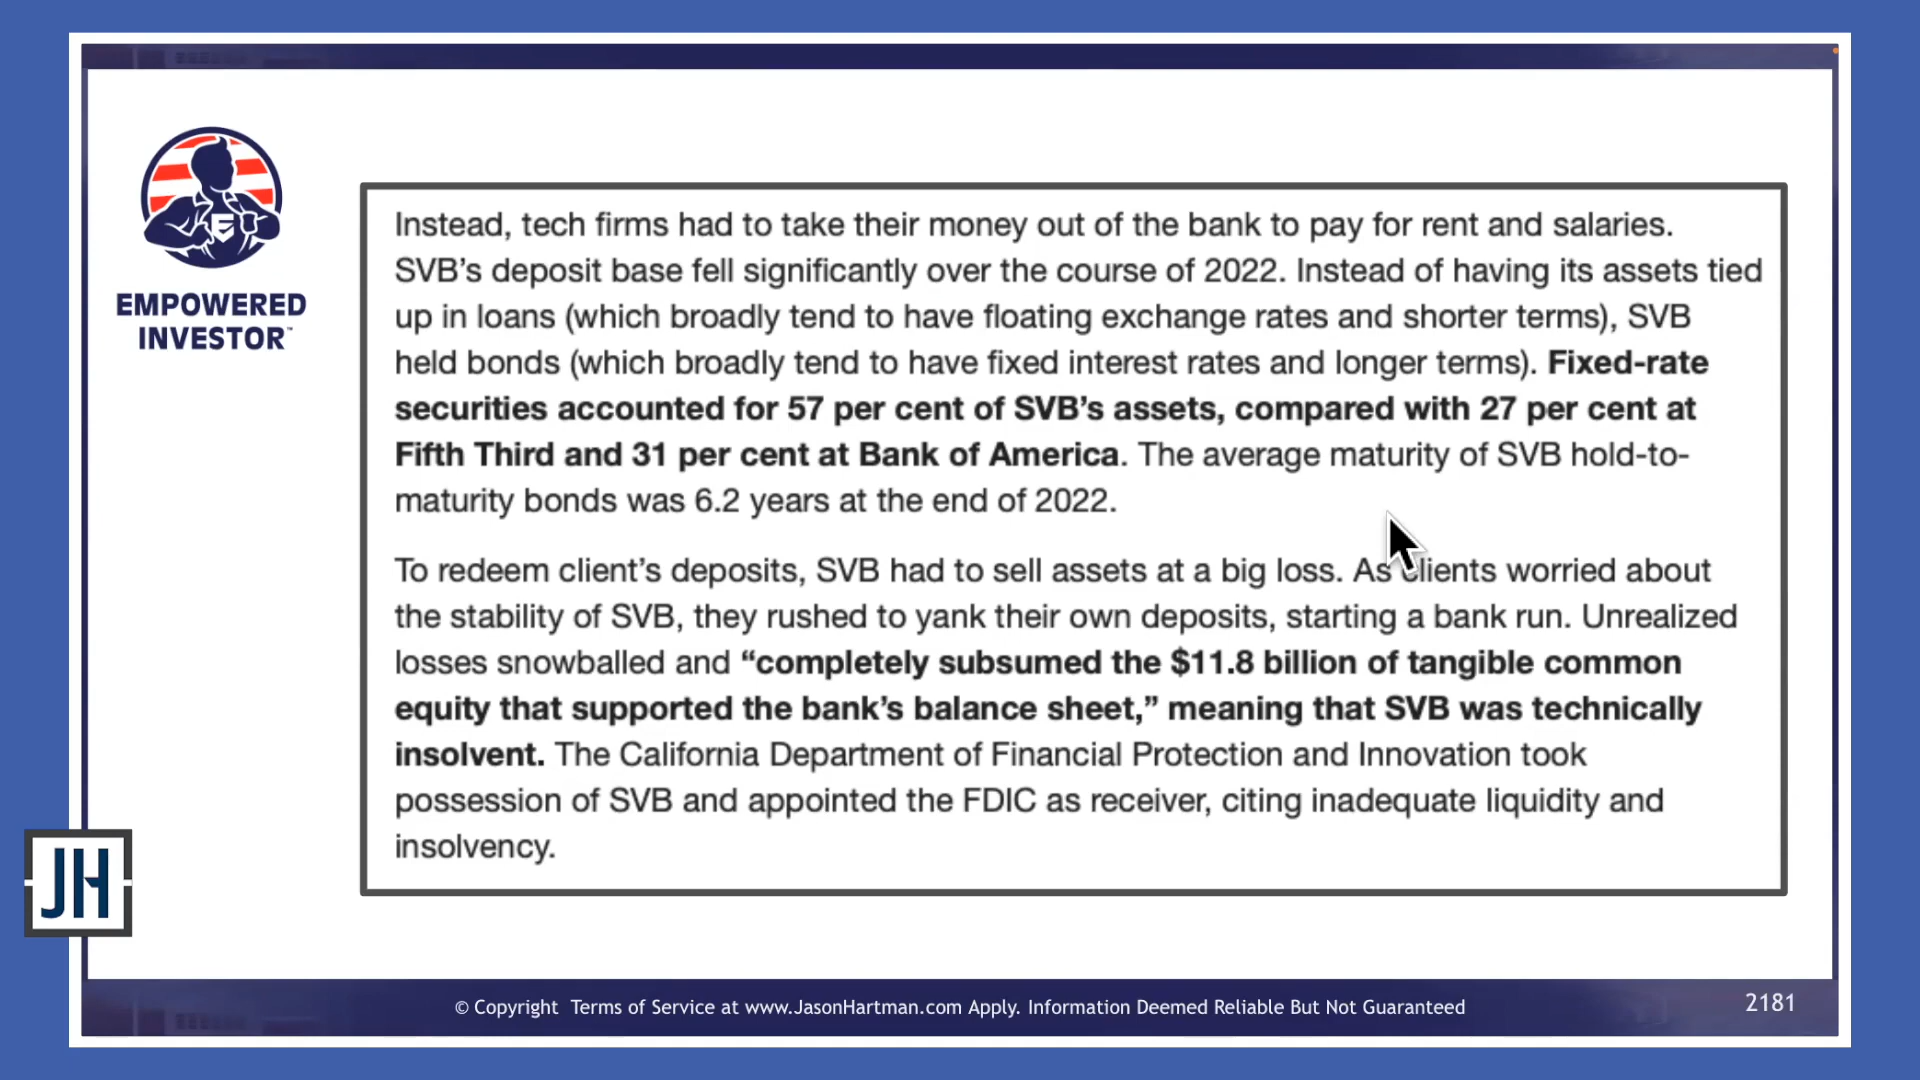 EMPOWERED
INVESTOR™
Instead, tech firms had to take their money out of the bank to pay for rent and salaries.
SVB’s deposit base fell significantly over the course of 2022. Instead of having its assets tied
up in loans (which broadly tend to have floating exchange rates and shorter terms), SVB
held bonds (which broadly tend to have fixed interest rates and longer terms). Fixed-rate
securities accounted for 57 per cent of SVB’s assets, compared with 27 per cent at
Fifth Third and 31 per cent at Bank of America. The average maturity of SVB hold-to-
maturity bonds was 6.2 years at the end of 2022.
To redeem client’s deposits, SVB had to sell assets at a big loss. As clients worried about
the stability of SVB, they rushed to yank their own deposits, starting a bank run. Unrealized
losses snowballed and “completely subsumed the $11.8 billion of tangible common
equity that supported the bank’s balance sheet,” meaning that SVB was technically
insolvent. The California Department of Financial Protection and Innovation took
possession of SVB and appointed the FDIC as receiver, citing inadequate liquidity and
insolvency.
JH
© Copyright Terms of Service at www.JasonHartman.com Apply. Information Deemed Reliable But Not Guaranteed
2181